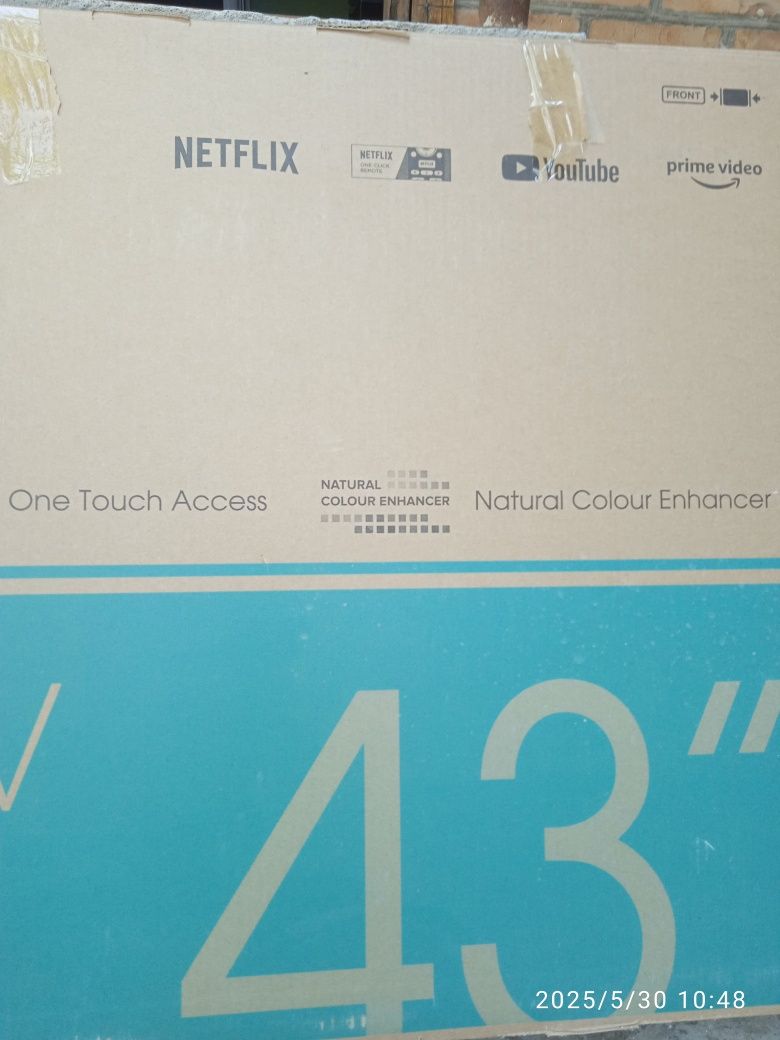 FRONT
NETFLIX
NETFLIX
ONE CLICK
REMOTE
YouTube
prime video
One Touch Access
NATURAL
COLOUR ENHANCER
Natural Colour Enhancer
43"
2025/5/30 10:48